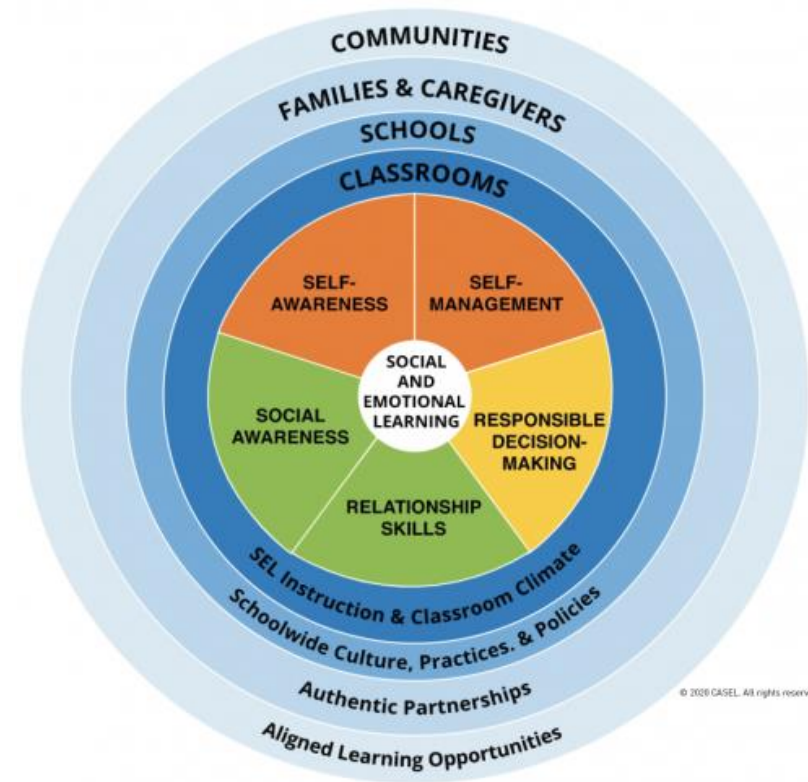 COMMUNITIES
FAMILIES & CAREGIVERS
SCHOOLS
CLASSROOMS
SELF-
AWARENESS
SELF-
MANAGEMENT
SOCIAL
AND
EMOTIONAL
LEARNING
SOCIAL
AWARENESS
RESPONSIBLE
DECISION-
MAKING
RELATIONSHIP
SKILLS
SEL Instruction & Classroom Climate
Schoolwide Culture, Practices. & Policies
Authentic Partnerships
Aligned Learning Opportunities
© 2020 CASEL. All rights reserv